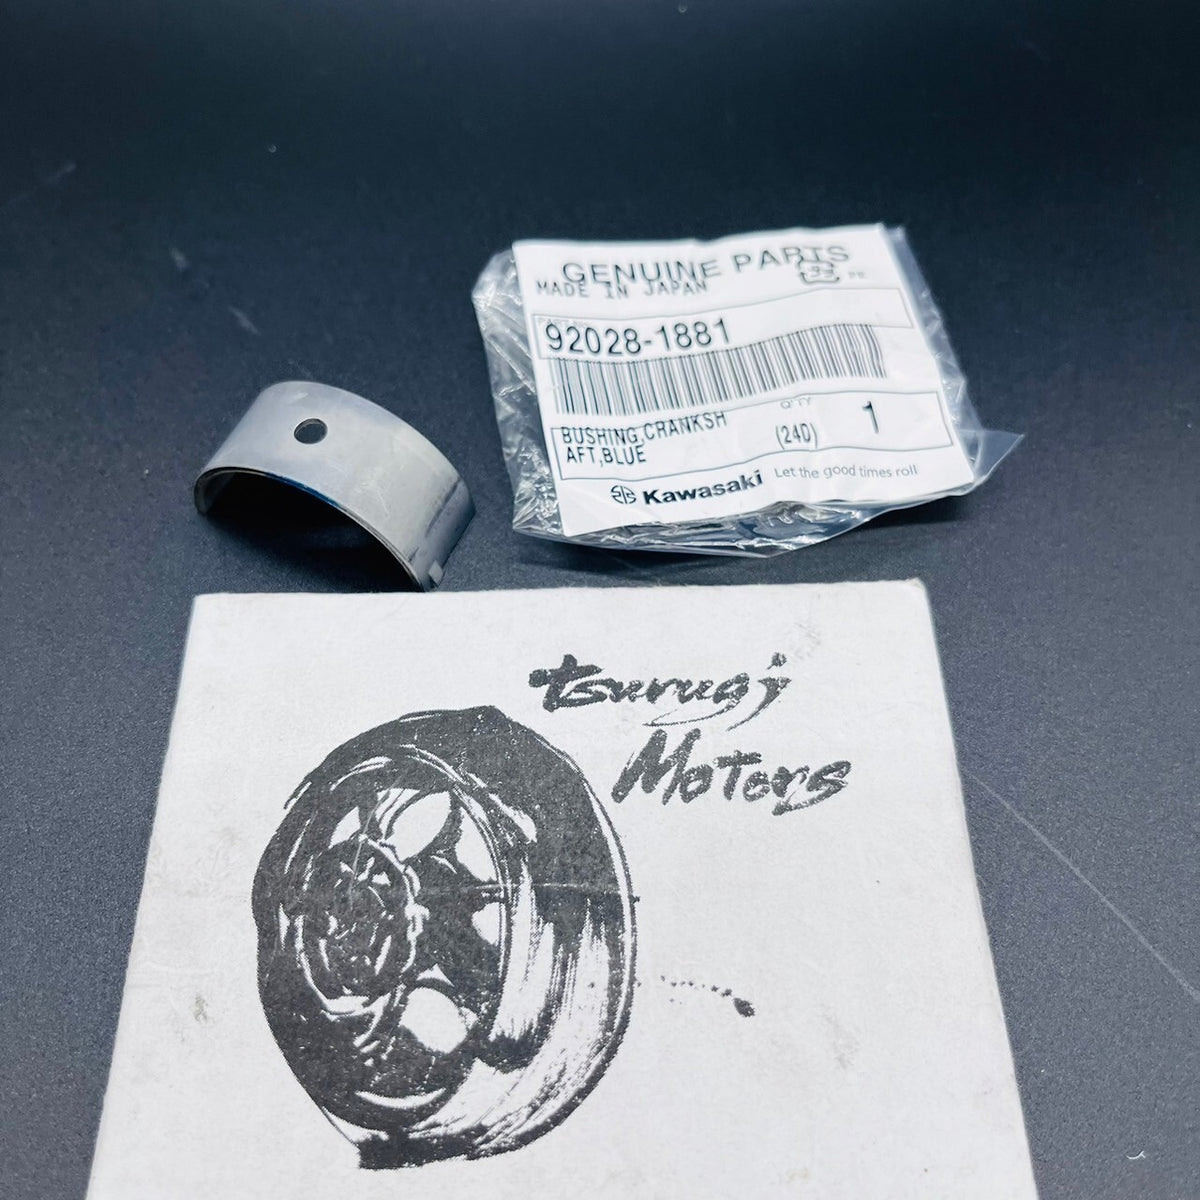 GENUINE PARTS
MADE IN JAPAN
92028-1881
Q'TY
BUSHING,CRANKSH
(24D)
1
AFT,BLUE
Kawasaki
Let the good times roll
tsurugi
Motors